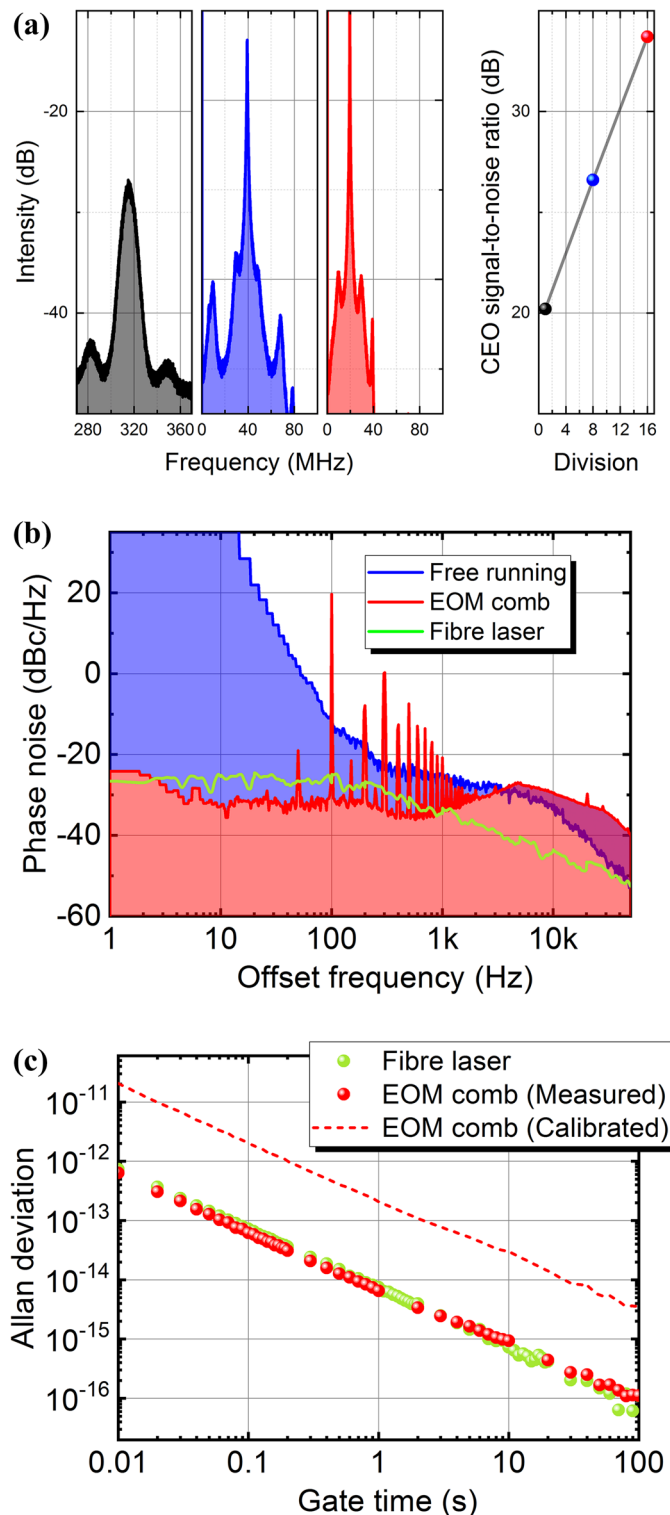 (a)
Intensity (dB)
-20
-40
280 320 360
0 40 80
0 40 80
Frequency (MHz)
CEO signal-to-noise ratio (dB)
30
20
0 4 8 12 16
Division
(b)
Phase noise (dBc/Hz)
20
0
-20
-40
-60
Free running
EOM comb
Fibre laser
1 10 100 1k 10k
Offset frequency (Hz)
(c)
Allan deviation
10-11
10-12
10-13
10-14
10-15
10-16
Fibre laser
EOM comb (Measured)
EOM comb (Calibrated)
0.01 0.1 1 10 100
Gate time (s)